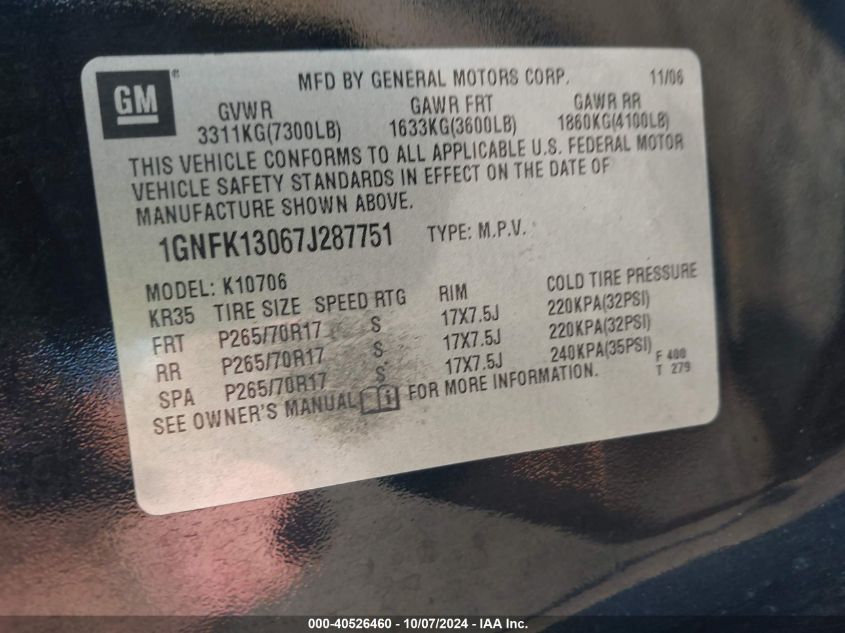 GM ® MFD BY GENERAL MOTORS CORP. 11/06
GVWR GAWR FRT GAWR RR
3311KG(7300LB) 1633KG(3600LB) 1860KG(4100LB)
THIS VEHICLE CONFORMS TO ALL APPLICABLE U.S. FEDERAL MOTOR
VEHICLE SAFETY STANDARDS IN EFFECT ON THE DATE OF
MANUFACTURE SHOWN ABOVE.
1GNFK13067J287751 TYPE: M.P.V.
MODEL: K10706
KR35 TIRE SIZE SPEED RTG RIM COLD TIRE PRESSURE
FRT P265/70R17 S 17X7.5J 220KPA(32PSI)
RR P265/70R17 S 17X7.5J 220KPA(32PSI)
SPA P265/70R17 S 17X7.5J 240KPA(35PSI) F 400
T 279
SEE OWNER'S MANUAL FOR MORE INFORMATION.
000-40526460 - 10/07/2024 - IAA Inc.